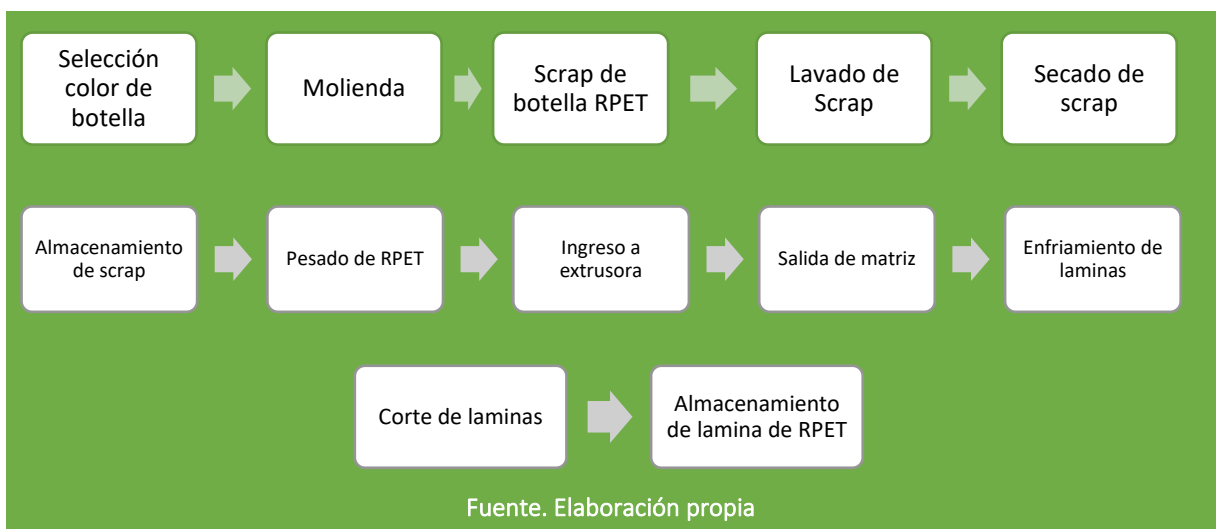 Selección
color de
botella
Molienda
Scrap de
botella RPET
Lavado de
Scrap
Secado de
scrap
Almacenamiento
de scrap
Pesado de RPET
Ingreso a
extrusora
Salida de matriz
Enfriamiento de
laminas
Corte de laminas
Almacenamiento
de lamina de RPET
Fuente. Elaboración propia